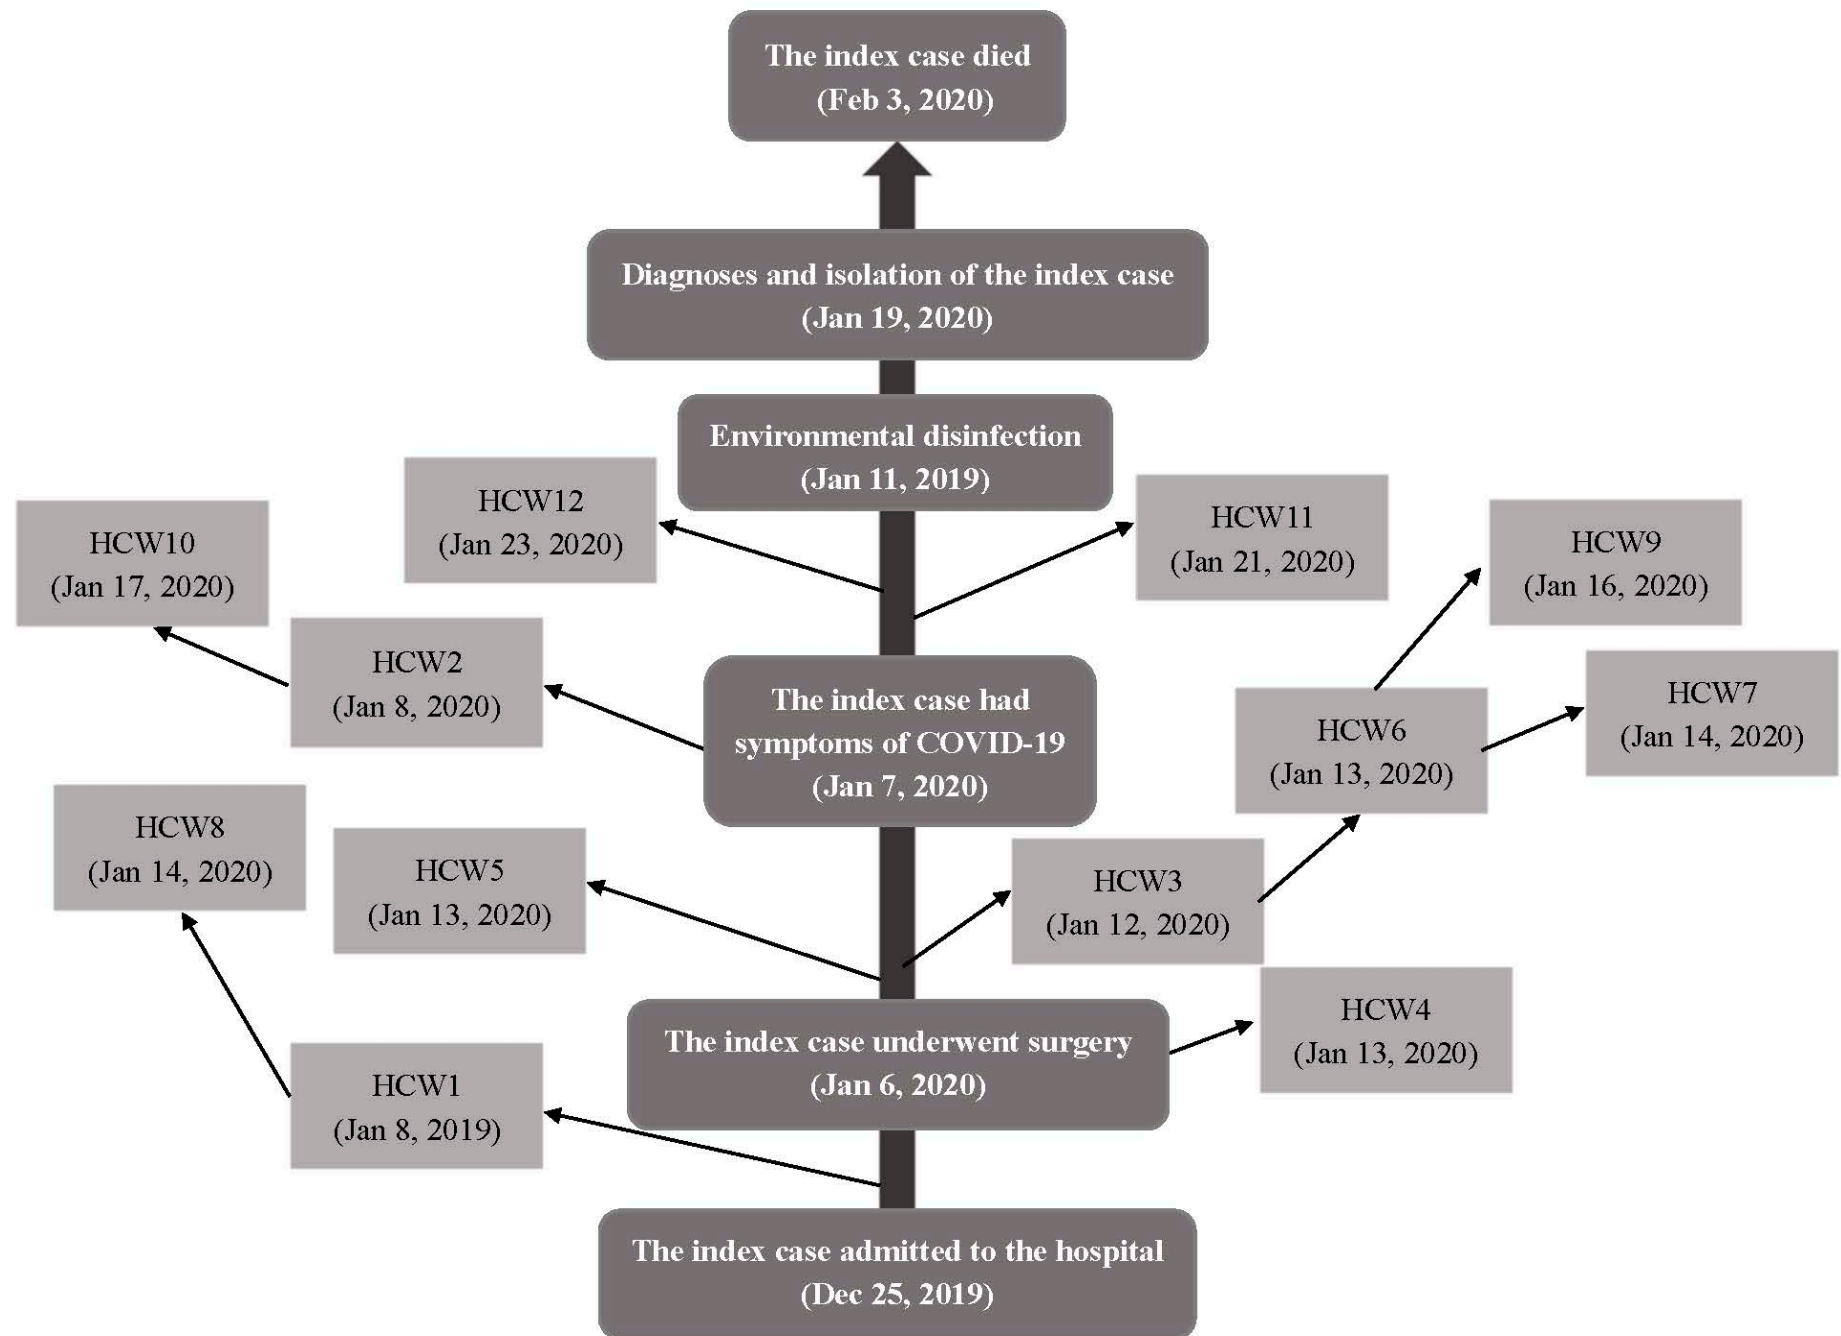 The index case died
(Feb 3, 2020)
Diagnoses and isolation of the index case
(Jan 19, 2020)
Environmental disinfection
(Jan 11, 2019)
HCW12
(Jan 23, 2020)
HCW11
(Jan 21, 2020)
HCW10
(Jan 17, 2020)
HCW9
(Jan 16, 2020)
HCW2
(Jan 8, 2020)
The index case had
symptoms of COVID-19
(Jan 7, 2020)
HCW6
(Jan 13, 2020)
HCW7
(Jan 14, 2020)
HCW8
(Jan 14, 2020)
HCW5
(Jan 13, 2020)
HCW3
(Jan 12, 2020)
HCW4
(Jan 13, 2020)
The index case underwent surgery
(Jan 6, 2020)
HCW1
(Jan 8, 2019)
The index case admitted to the hospital
(Dec 25, 2019)